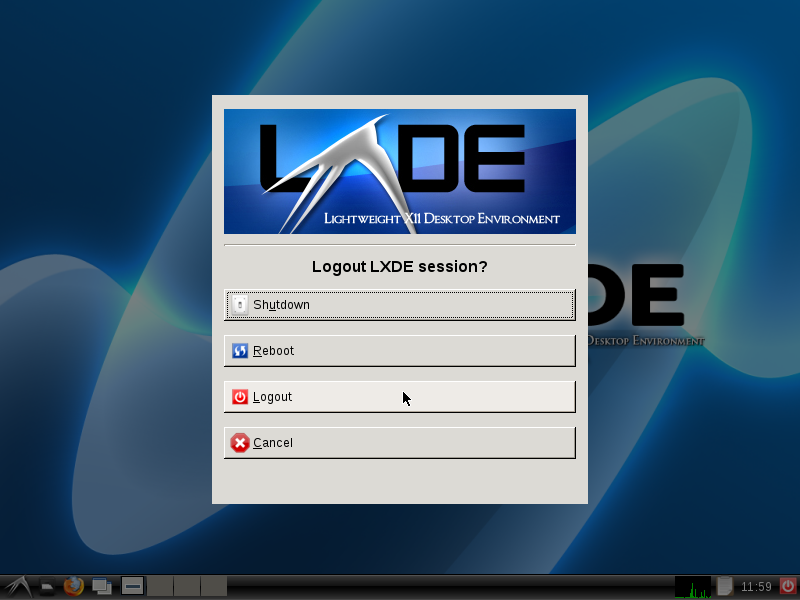 LXDE
LIGHTWEIGHT X11 DESKTOP ENVIRONMENT
Logout LXDE session?
Shutdown
Reboot
Logout
Cancel
DE
DESKTOP ENVIRONMENT
11:59